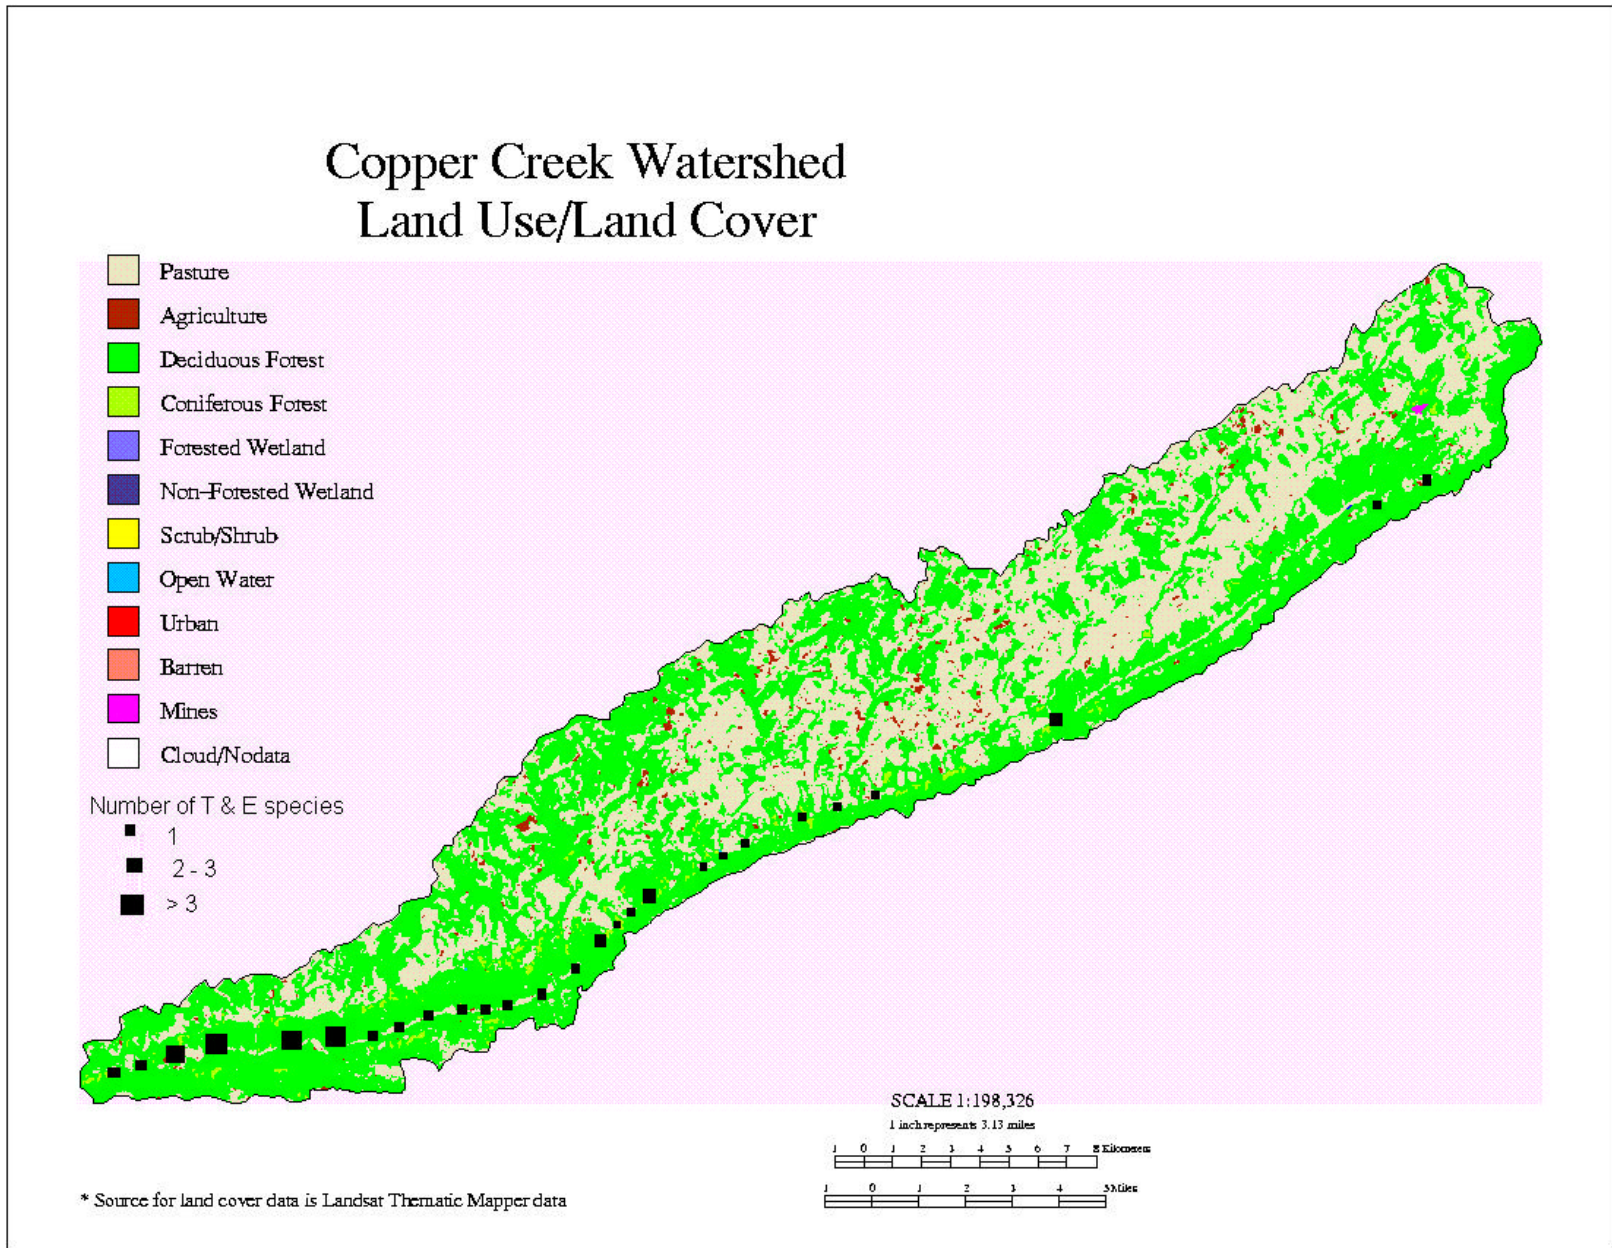 Copper Creek Watershed
Land Use/Land Cover
Pasture
Agriculture
Deciduous Forest
Coniferous Forest
Forested Wetland
Non-Forested Wetland
Scrub/Shrub
Open Water
Urban
Barren
Mines
Cloud/Nodata
Number of T & E species
1
2 - 3
> 3
SCALE 1:198,326
1 inch represents 3.13 miles
1 0 1 2 3 4 5 6 7 8 Kilometers
1 0 1 2 3 4 5 Miles
* Source for land cover data is Landsat Thematic Mapper data